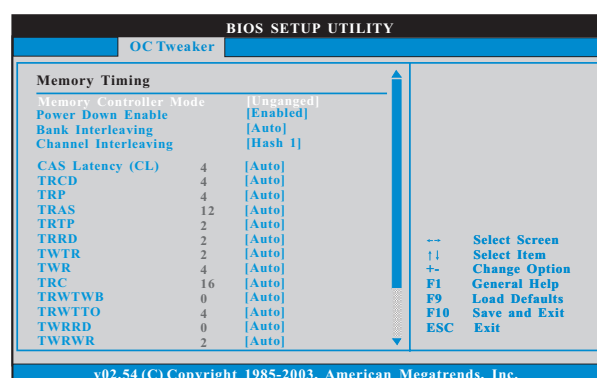 BIOS SETUP UTILITY
OC Tweaker
Memory Timing
Memory Controller Mode [Unganged]
Power Down Enable [Enabled]
Bank Interleaving [Auto]
Channel Interleaving [Hash 1]
CAS Latency (CL) 4 [Auto]
TRCD 4 [Auto]
TRP 4 [Auto]
TRAS 12 [Auto]
TRTP 2 [Auto]
TRRD 2 [Auto]
TWTR 2 [Auto]
TWR 4 [Auto]
TRC 16 [Auto]
TRWTWB 0 [Auto]
TRWTTO 4 [Auto]
TWRRD 0 [Auto]
TWRWR 2 [Auto]
←→ Select Screen
↑↓ Select Item
+- Change Option
F1 General Help
F9 Load Defaults
F10 Save and Exit
ESC Exit
v02.54 (C) Copyright 1985-2003, American Megatrends, Inc.